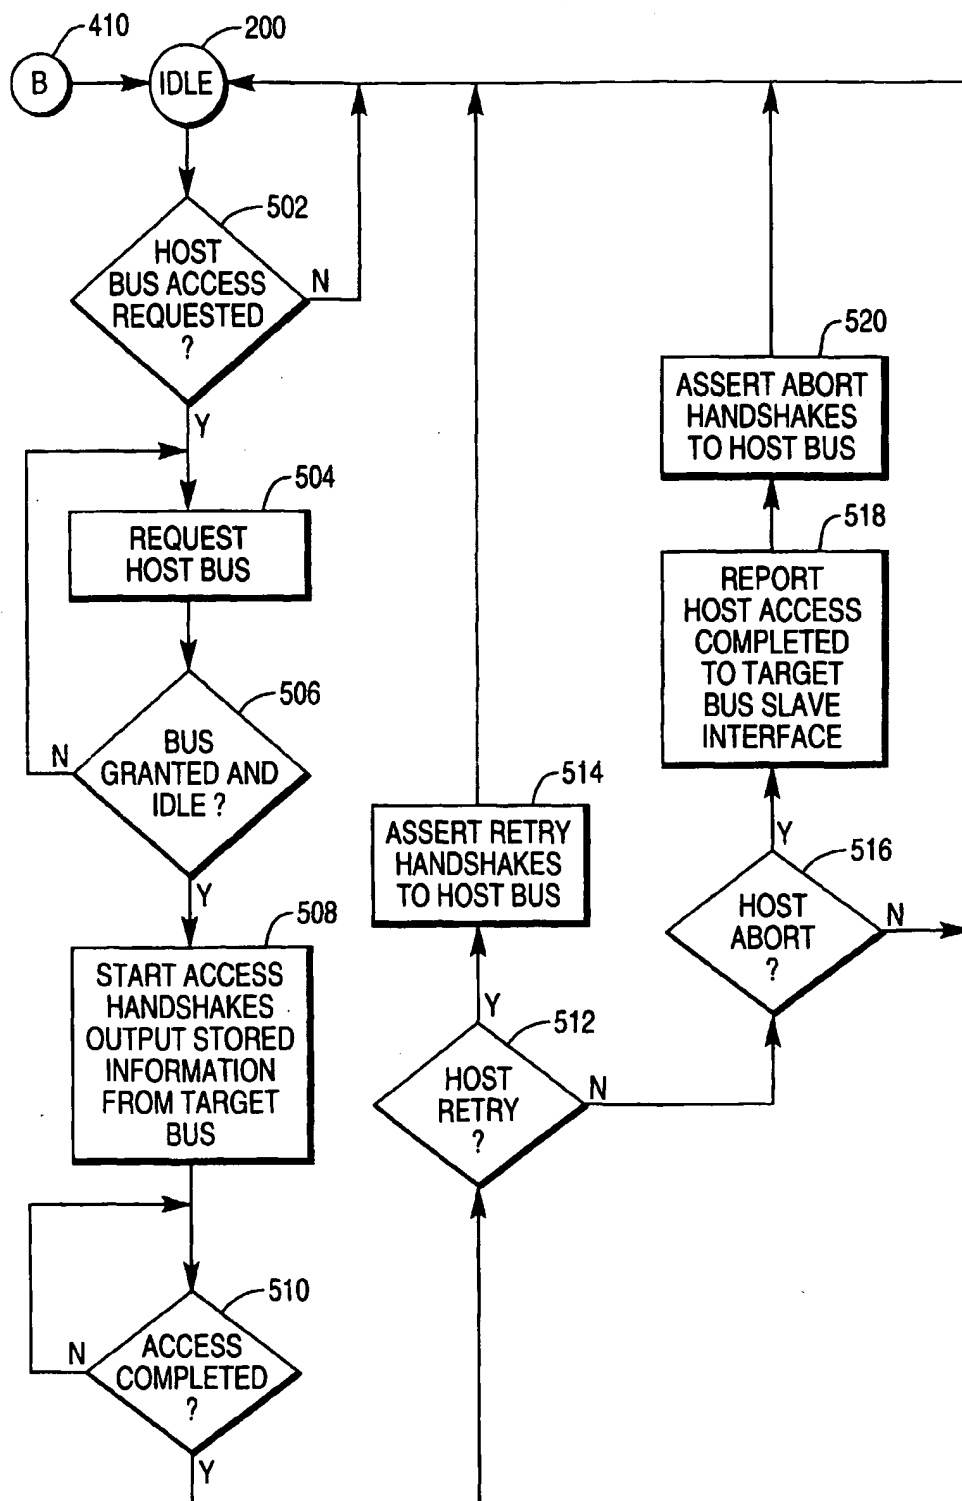 410
200
B
IDLE
502
HOST
BUS ACCESS
REQUESTED
?
N
Y
504
REQUEST
HOST BUS
506
BUS
GRANTED AND
IDLE ?
N
Y
508
START ACCESS
HANDSHAKES
OUTPUT STORED
INFORMATION
FROM TARGET
BUS
510
ACCESS
COMPLETED
?
N
Y
512
HOST
RETRY
?
Y
N
514
ASSERT RETRY
HANDSHAKES
TO HOST BUS
516
HOST
ABORT
?
Y
N
518
REPORT
HOST ACCESS
COMPLETED
TO TARGET
BUS SLAVE
INTERFACE
520
ASSERT ABORT
HANDSHAKES
TO HOST BUS